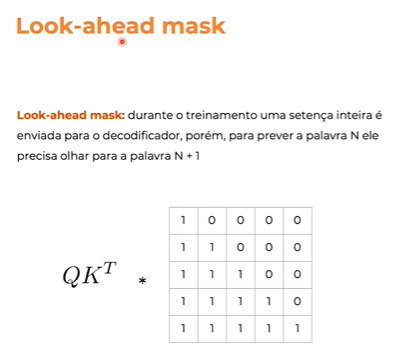 Look-ahead mask
Look-ahead mask: durante o treinamento uma setença inteira é
enviada para o decodificador, porém, para prever a palavra N ele
precisa olhar para a palavra N + 1
1 0 0 0 0
1 1 0 0 0
QK^T * 1 1 1 0 0
1 1 1 1 0
1 1 1 1 1